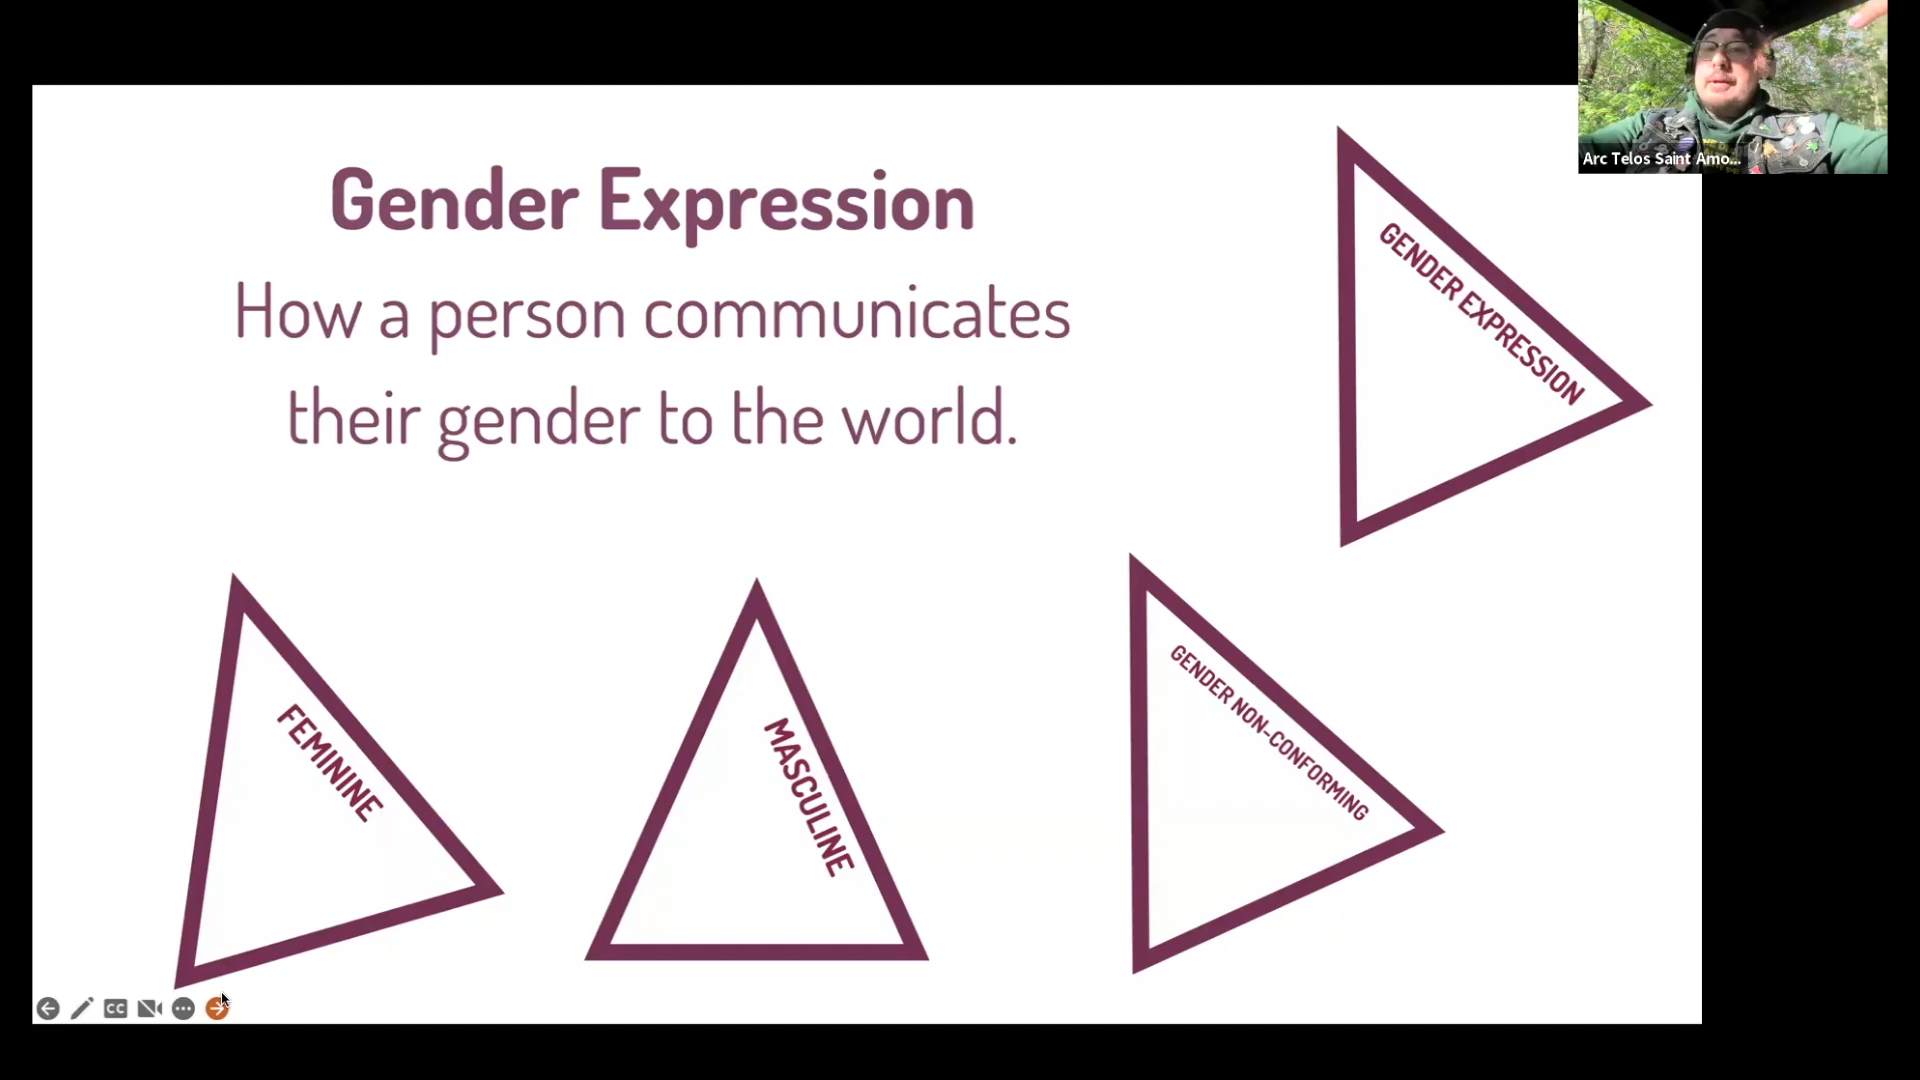 Arc Telos Saint Amo...
Gender Expression
How a person communicates
their gender to the world.
GENDER EXPRESSION
FEMININE
MASCULINE
GENDER NON-CONFORMING
CC